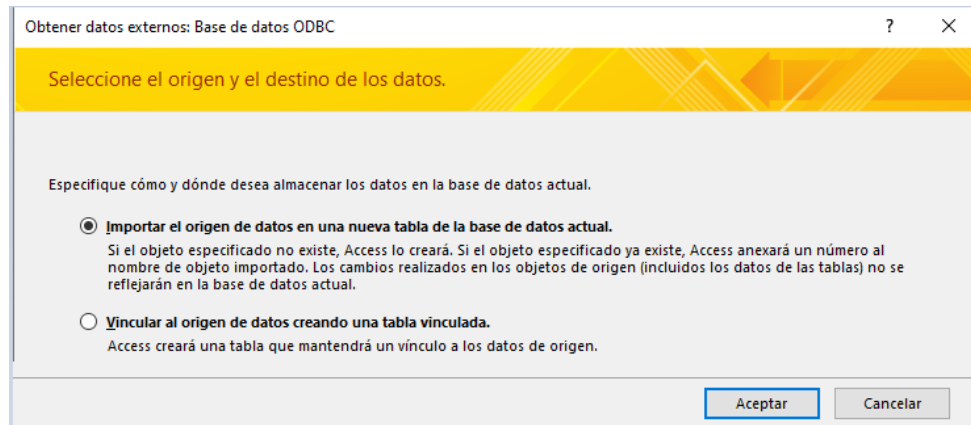 Obtener datos externos: Base de datos ODBC ?
Seleccione el origen y el destino de los datos.
Especifique cómo y dónde desea almacenar los datos en la base de datos actual.
Importar el origen de datos en una nueva tabla de la base de datos actual.
Si el objeto especificado no existe, Access lo creará. Si el objeto especificado ya existe, Access anexará un número al
nombre de objeto importado. Los cambios realizados en los objetos de origen (incluidos los datos de las tablas) no se
reflejarán en la base de datos actual.
Vincular al origen de datos creando una tabla vinculada.
Access creará una tabla que mantendrá un vínculo a los datos de origen.
Aceptar Cancelar